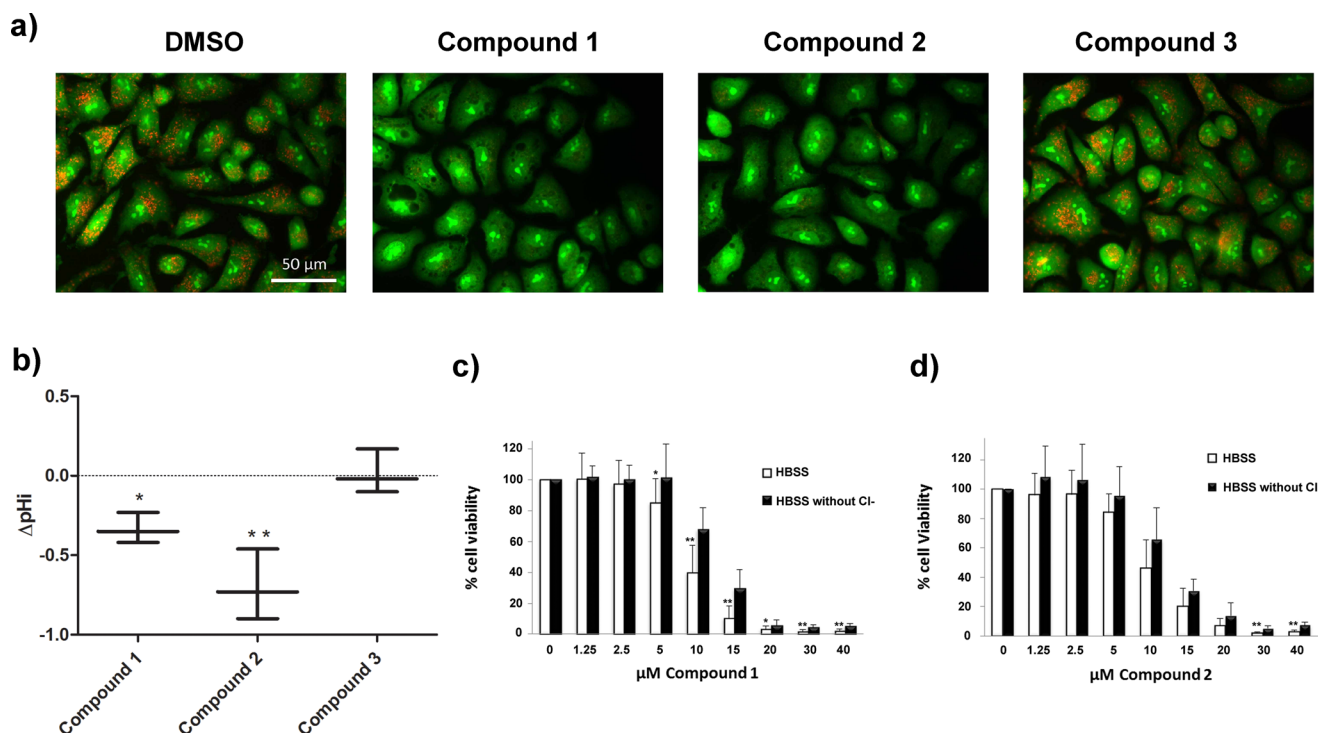 a)
DMSO
Compound 1
Compound 2
Compound 3
50 µm
b)
0.5
0.0
-0.5
-1.0
ΔpHi
*
* *
Compound 1
Compound 2
Compound 3
c)
120
100
80
60
40
20
0
% cell viability
*
**
**
*
**
**
HBSS
HBSS without Cl-
0 1.25 2.5 5 10 15 20 30 40
µM Compound 1
d)
120
100
80
60
40
20
0
% cell Viability
**
**
HBSS
HBSS without Cl
0 1.25 2.5 5 10 15 20 30 40
µM Compound 2